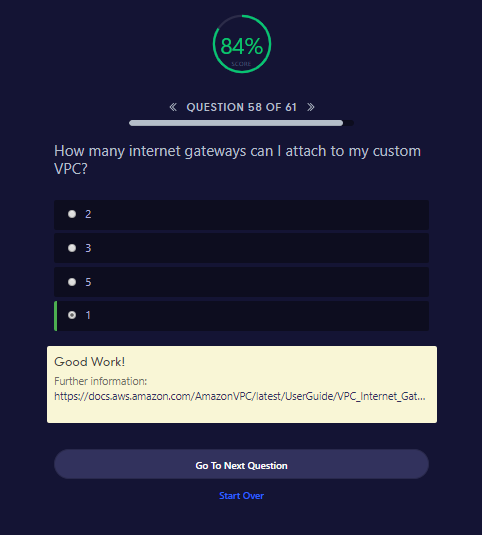 84%
SCORE
QUESTION 58 OF 61
How many internet gateways can I attach to my custom
VPC?
2
3
5
1
Good Work!
Further information:
https://docs.aws.amazon.com/AmazonVPC/latest/UserGuide/VPC_Internet_Gat...
Go To Next Question
Start Over